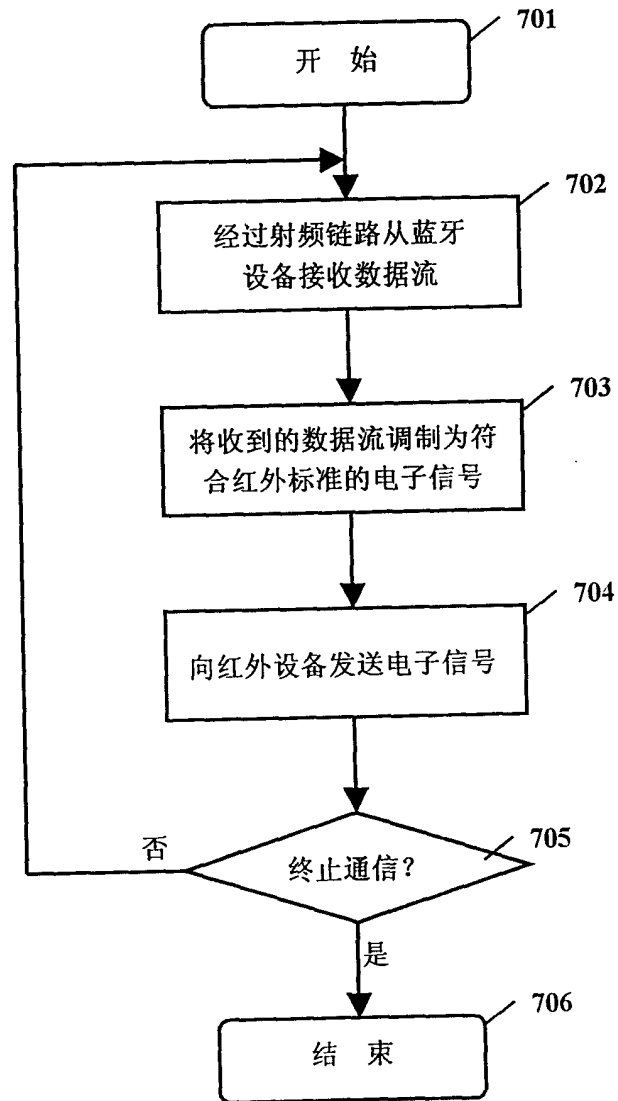 701
开 始
702
经过射频链路从蓝牙
设备接收数据流
703
将收到的数据流调制为符
合红外标准的电子信号
704
向红外设备发送电子信号
705
否
终止通信？
是
706
结 束